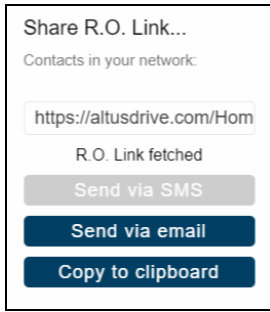 Share R.O. Link...
Contacts in your network:
https://altusdrive.com/Hom
R.O. Link fetched
Send via SMS
Send via email
Copy to clipboard